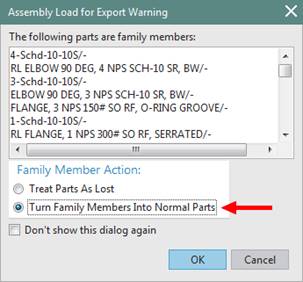 Assembly Load for Export Warning
The following parts are family members:
4-Schd-10-10S/-
RL ELBOW 90 DEG, 4 NPS SCH-10 SR, BW/-
3-Schd-10-10S/-
ELBOW 90 DEG, 3 NPS SCH-10 SR, BW/-
FLANGE, 3 NPS 150# SO RF, O-RING GROOVE/-
1-Schd-10-10S/-
RL FLANGE, 1 NPS 300# SO RF, SERRATED/-
Family Member Action:
Treat Parts As Lost
Turn Family Members Into Normal Parts
Don't show this dialog again
OK Cancel